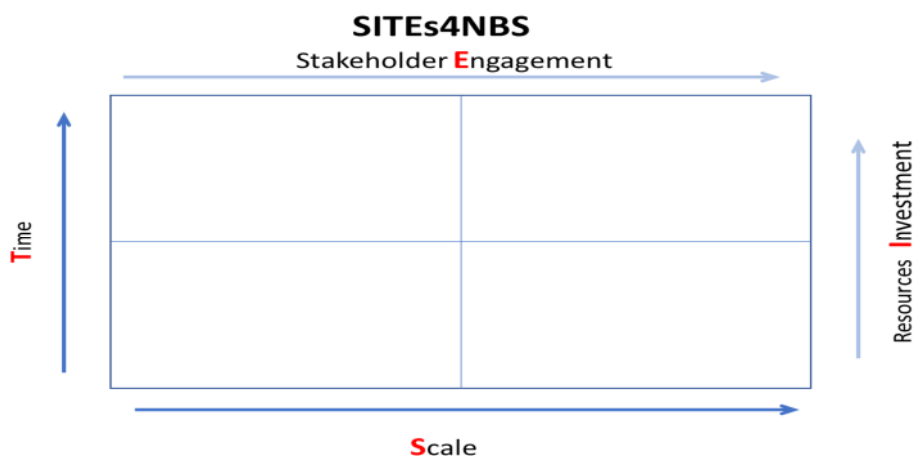 SITEs4NBS
Stakeholder Engagement
Time
Resources Investment
Scale